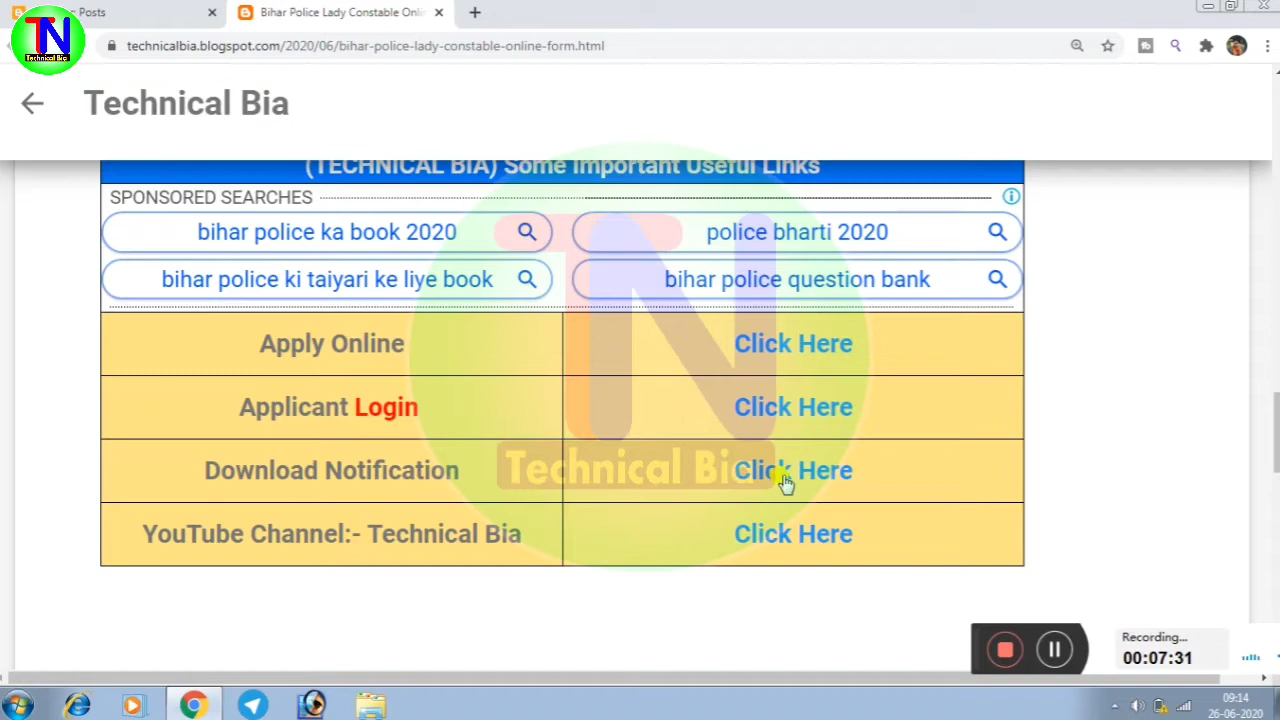 Posts
Bihar Police Lady Constable Onli
TN
Technical Bia
technicalbia.blogspot.com/2020/06/bihar-police-lady-constable-online-form.html
Technical Bia
(TECHNICAL BIA) Some Important Useful Links
SPONSORED SEARCHES
bihar police ka book 2020
police bharti 2020
bihar police ki taiyari ke liye book
bihar police question bank
Apply Online
Click Here
Applicant Login
Click Here
Download Notification
Click Here
YouTube Channel:- Technical Bia
Click Here
TN
Technical Bia
Recording...
00:07:31
09:14
26-06-2020